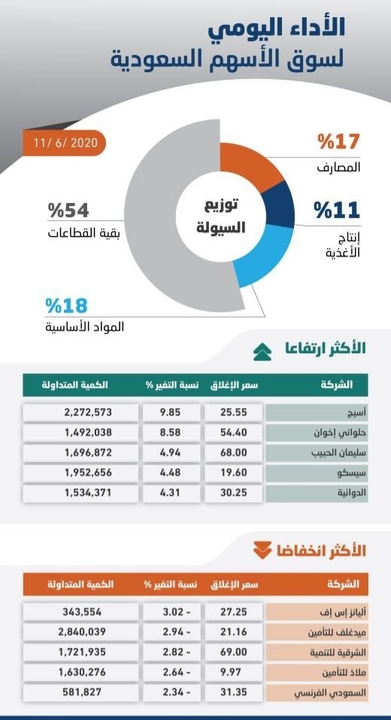 الأداء اليومي
لسوق الأسهم السعودية
11/ 6/ 2020
%17
المصارف
%11
إنتاج
الأغذية
توزيع
السيولة
%54
بقية القطاعات
%18
المواد الأساسية
الأكثر ارتفاعا
الشركة سعر الإغلاق نسبة التغير % الكمية المتداولة
أسيج 25.55 9.85 2,272,573
حلواني إخوان 54.40 8.58 1,492,038
سليمان الحبيب 68.00 4.94 1,696,872
سيسكو 19.60 4.48 1,952,656
الدوائية 30.25 4.31 1,534,371
الأكثر انخفاضا
الشركة سعر الإغلاق نسبة التغير % الكمية المتداولة
أليانز إس إف 27.25 3.02 - 343,554
ميدغلف للتأمين 21.16 2.94 - 2,840,039
الشرقية للتنمية 69.00 2.82 - 1,721,935
ملاذ للتأمين 9.97 2.64 - 1,630,276
السعودي الفرنسي 31.35 2.34 - 581,827